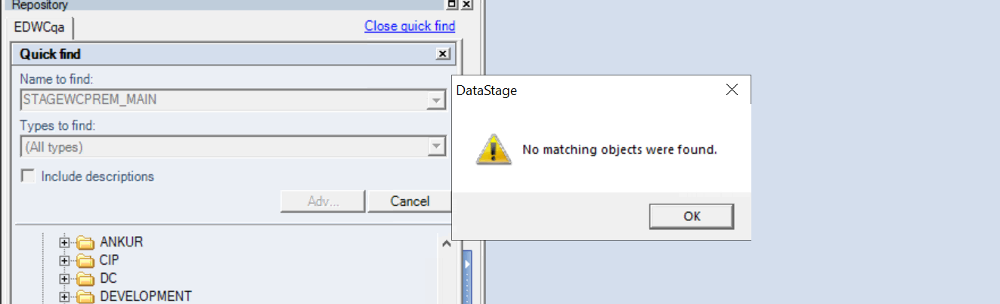 Repository
EDWCqa
Close quick find
Quick find
Name to find:
STAGEWCPREM_MAIN
Types to find:
(All types)
Include descriptions
Adv...
Cancel
ANKUR
CIP
DC
DEVELOPMENT
DataStage
No matching objects were found.
OK